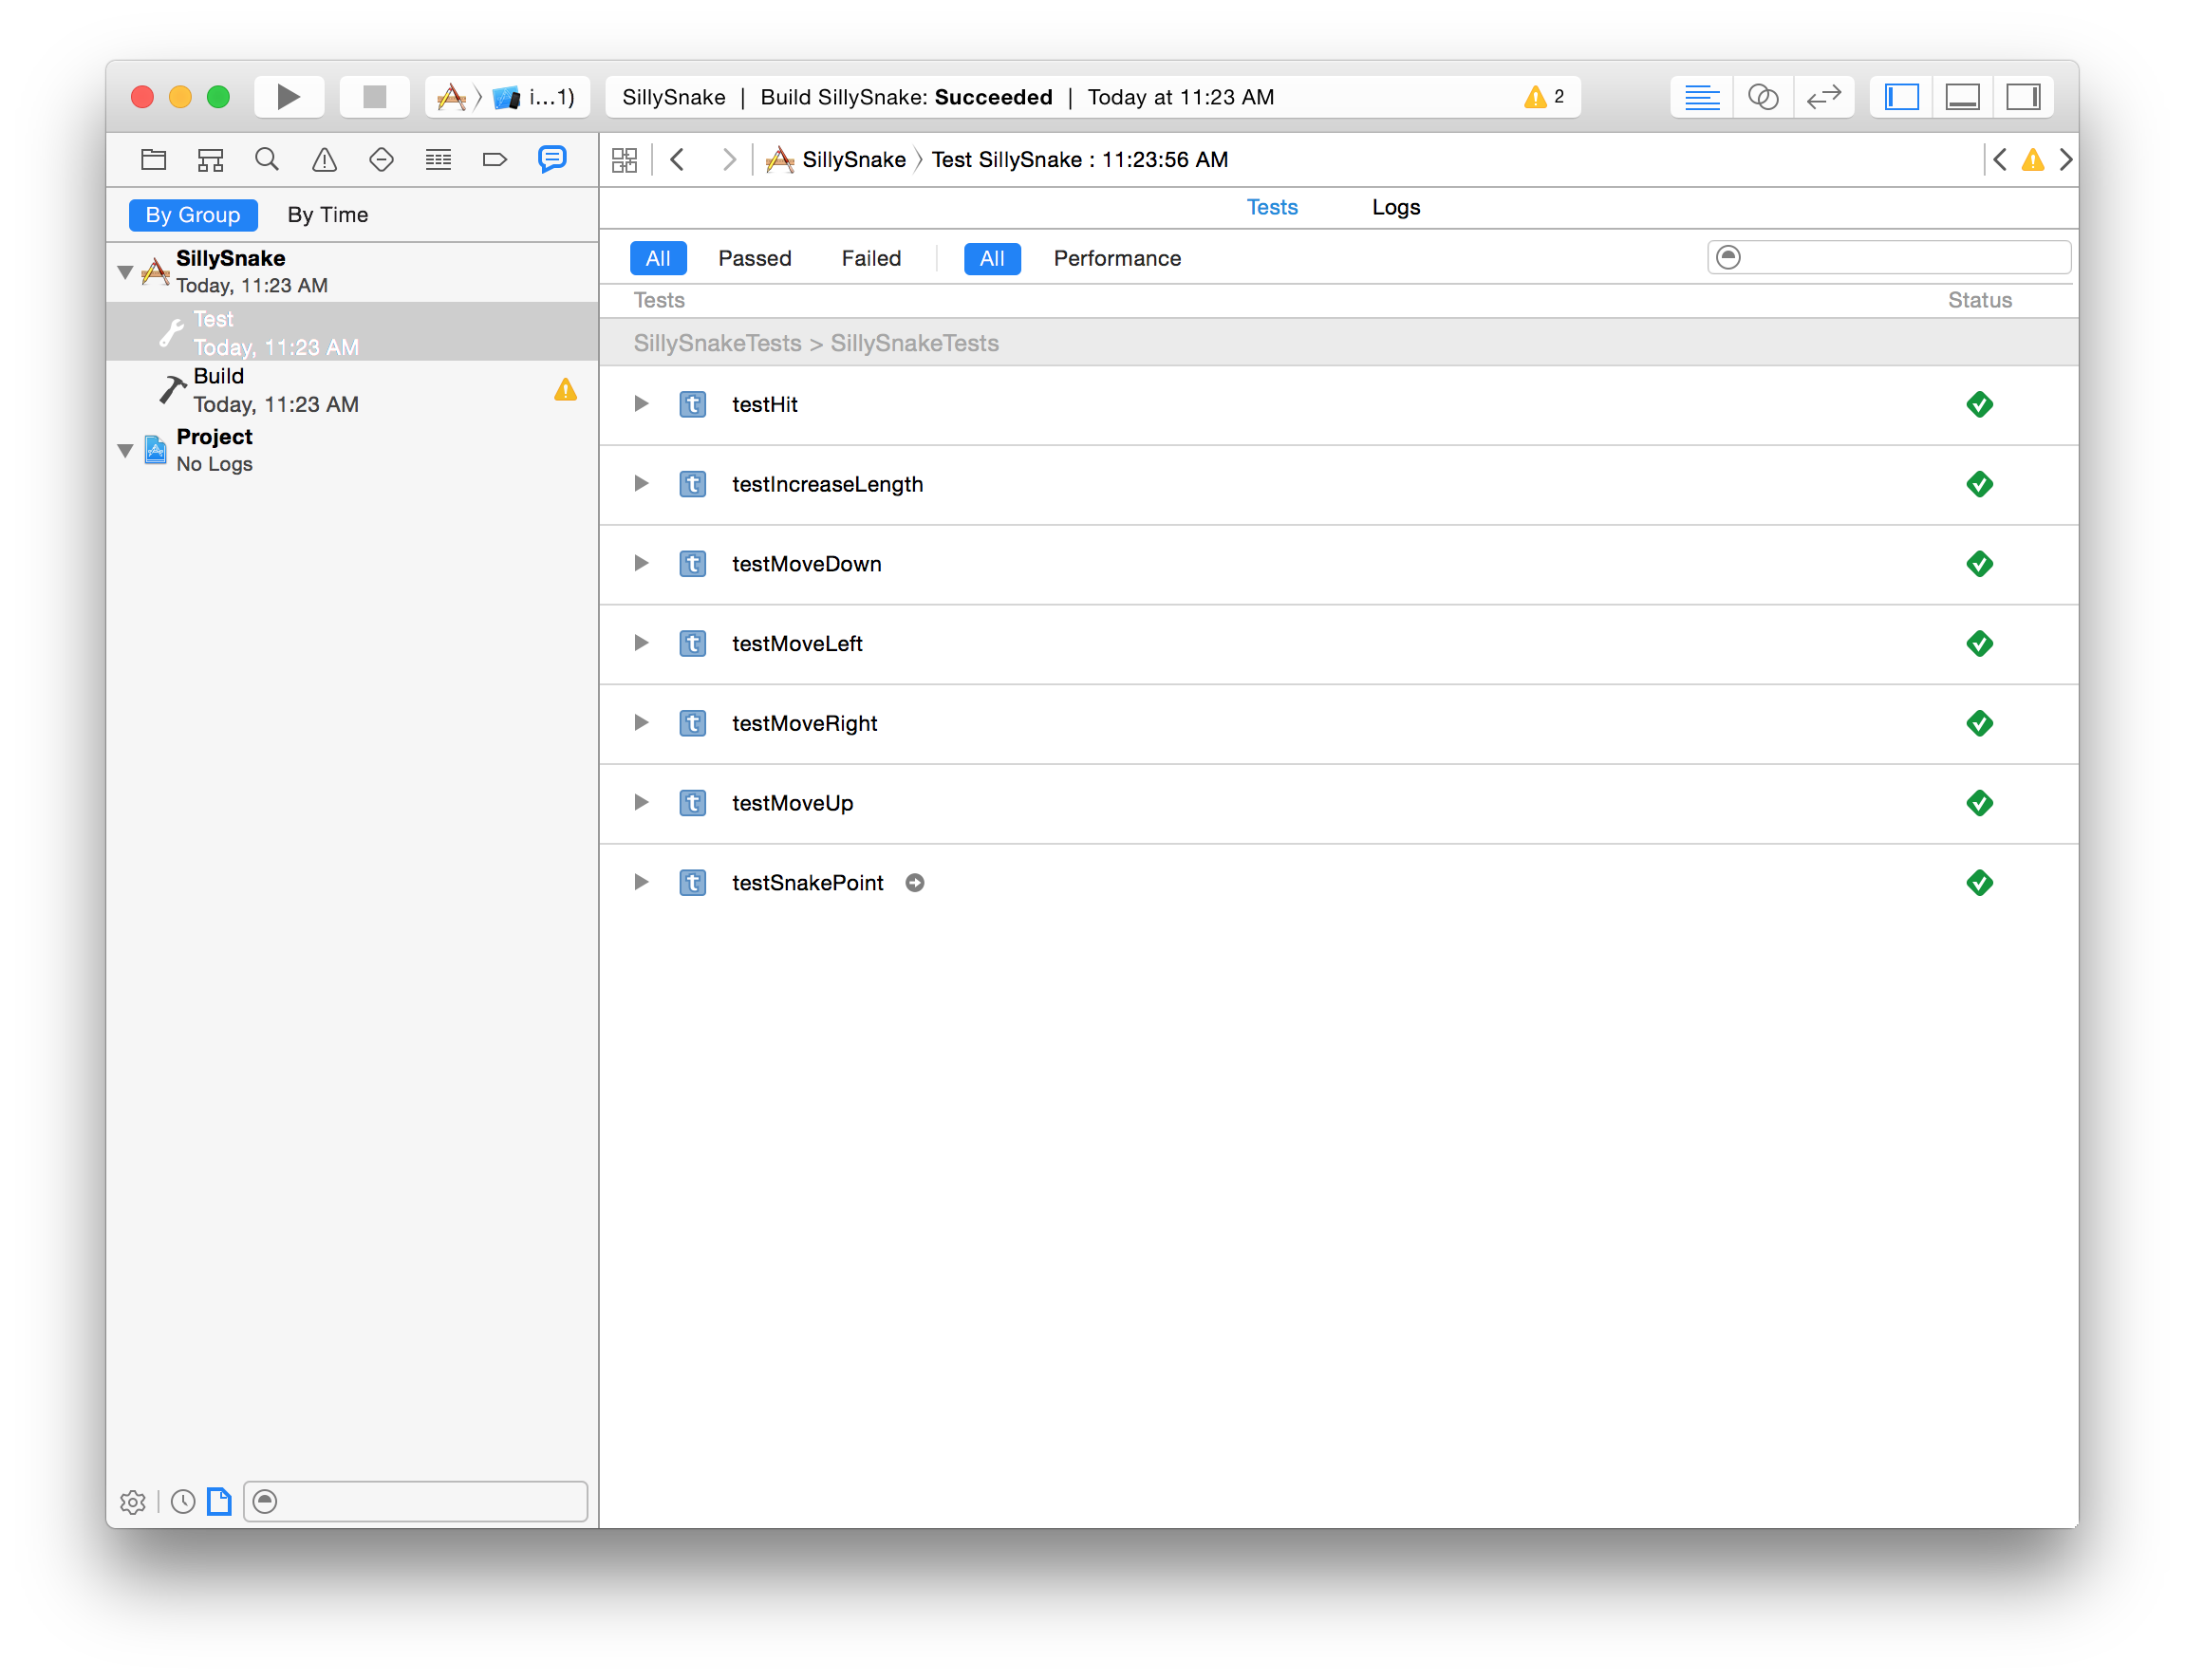 i...1)
SillySnake | Build SillySnake: Succeeded | Today at 11:23 AM
2
SillySnake 〉 Test SillySnake : 11:23:56 AM
By Group By Time
Tests Logs
SillySnake
Today, 11:23 AM
Test
Today, 11:23 AM
Build
Today, 11:23 AM
Project
No Logs
All Passed Failed All Performance
Tests Status
SillySnakeTests > SillySnakeTests
testHit
testIncreaseLength
testMoveDown
testMoveLeft
testMoveRight
testMoveUp
testSnakePoint